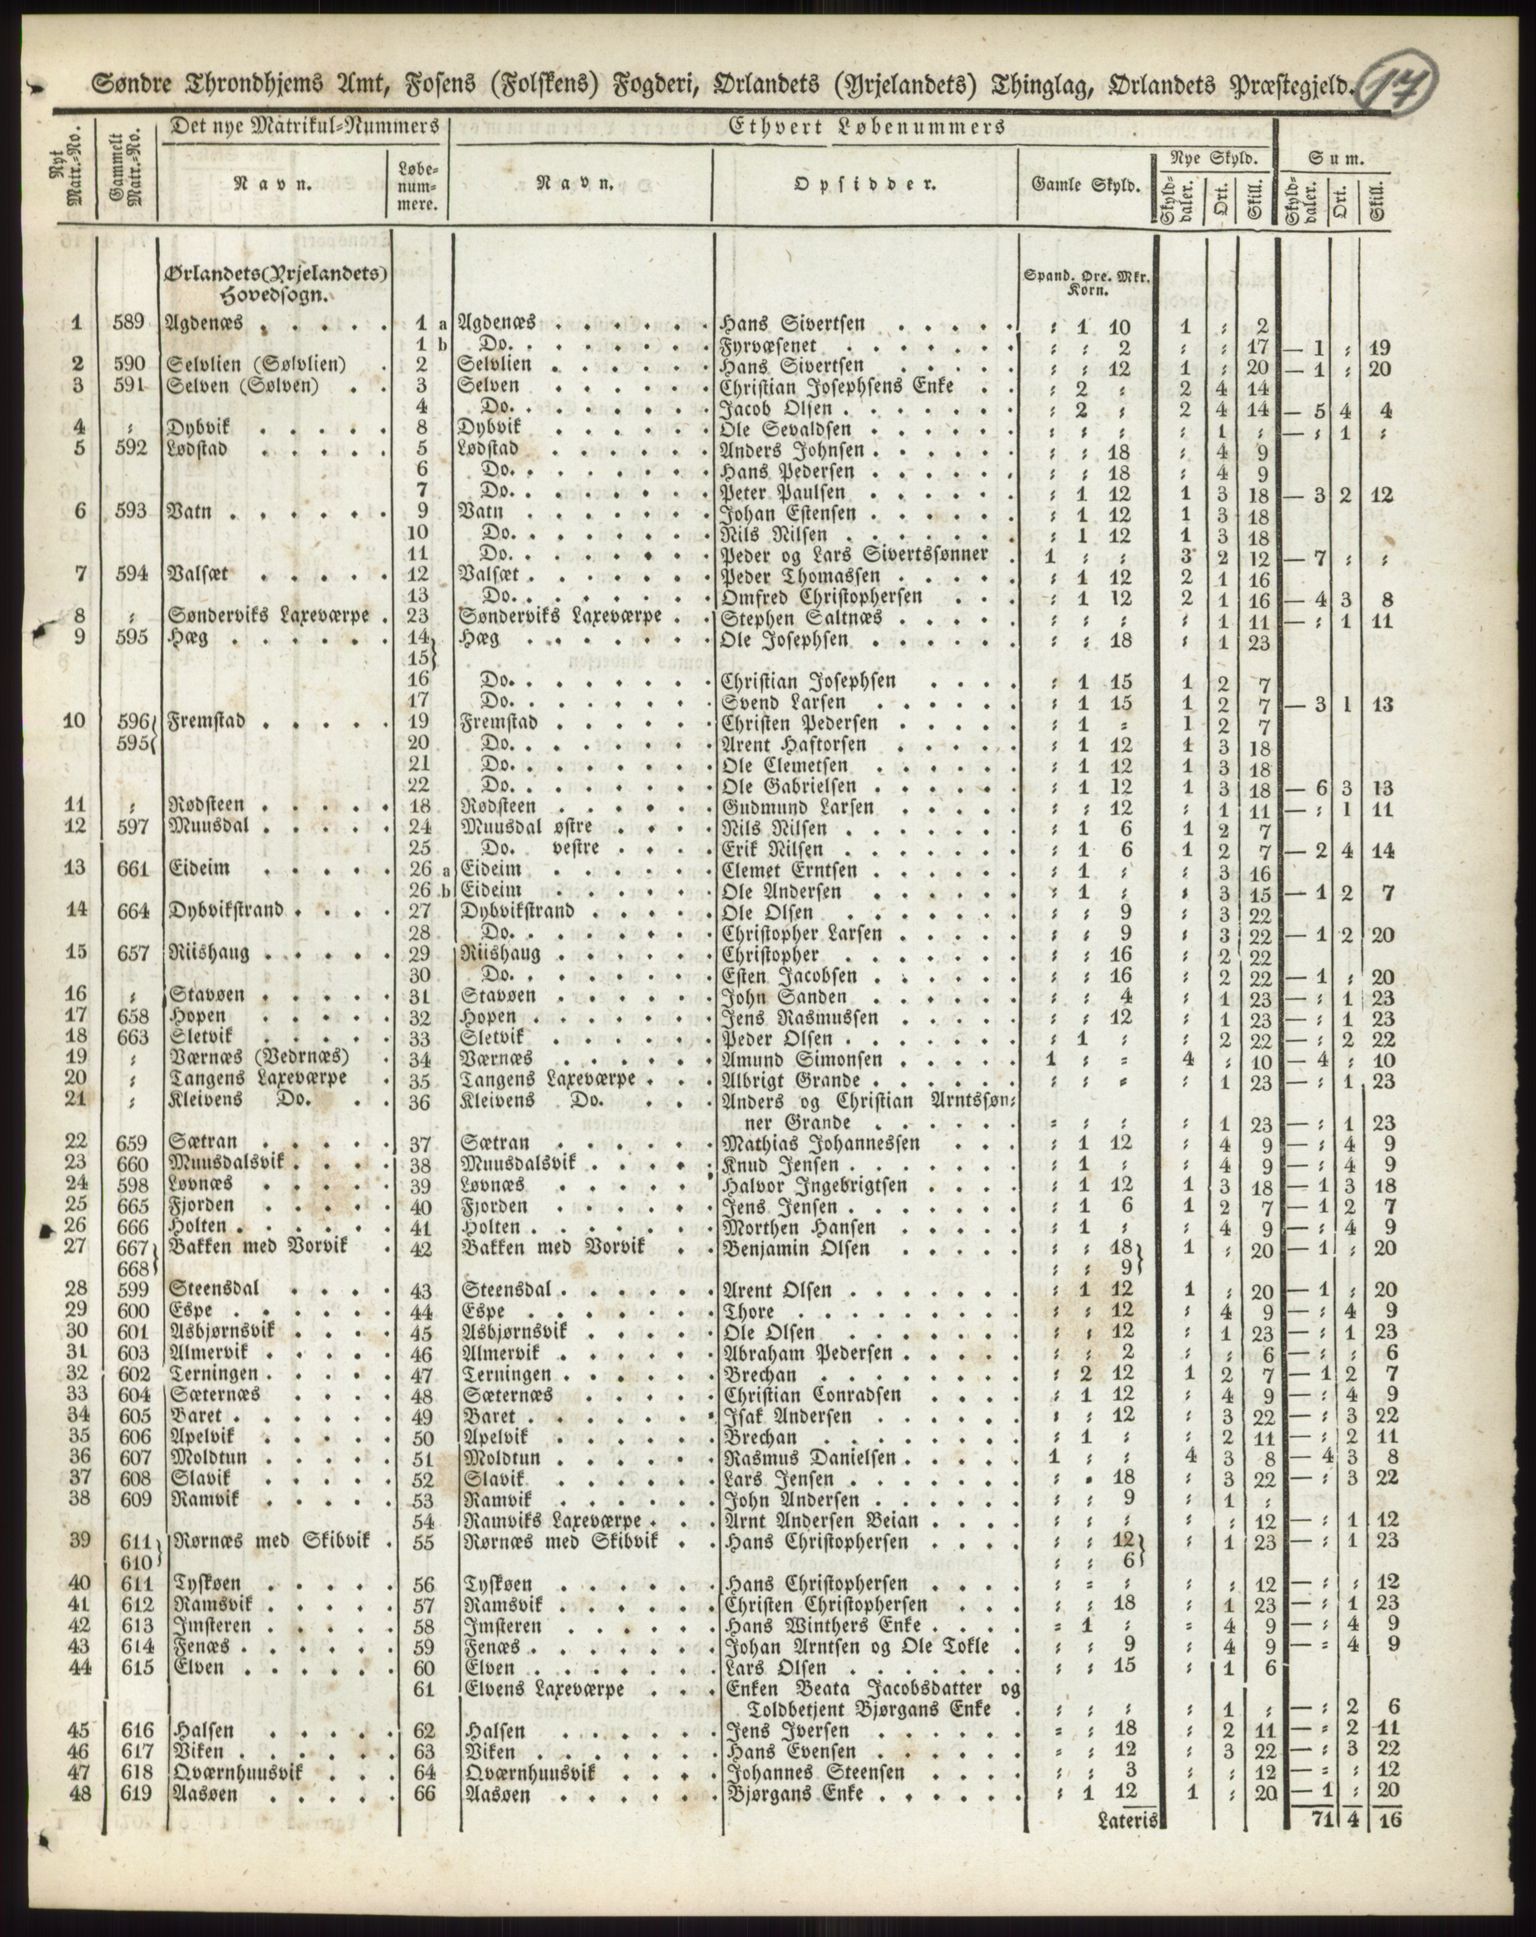 Søndre Throndhjems Amt, Fosens (Folskens) Fogderi, Ørlandets (Yrjelandets) Thinglag, Ørlandets Præstegjeld. 17
Nyt Matr.-No. Gammelt Matr.-No. Det nye Matrikul-Nummers Ethvert Løbenummers
Navn. Løbe-nummere. Navn. Opsidder. Gamle Skyld. Nye Skyld. Sum.
Skyld-daler. Ort. Skill. Skyld-daler. Ort. Skill.
Ørlandets (Yrjelandets) Hovedsogn. Spand. Øre. Mkr. Korn.
1 589 Agdenæs . . . . . 1 a Agdenæs . . . . . . Hans Sivertsen . . . . . : 1 10 1 : 2
1 b Do. . . . . . . . Fyrvæsenet . . . . . . : : 2 : : 17 — 1 : 19
2 590 Selvlien (Sølvlien) . 2 Selvlien . . . . . . Hans Sivertsen . . . . . : : 12 1 : 20 — 1 : 20
3 591 Selven (Sølven) . . 3 Selven . . . . . . Christian Josephsens Enke . . : 2 : 2 4 14
4 Do. . . . . . . . Jacob Olsen . . . . . . : 2 : 2 4 14 — 5 4 4
4 : Dybvik . . . . . 8 Dybvik . . . . . . Ole Sevaldsen . . . . . . : : : : 1 : — : 1 :
5 592 Lødstad . . . . . 5 Lødstad . . . . . . Anders Johnsen . . . . . . : : 18 : 4 9
6 Do. . . . . . . . Hans Pedersen . . . . . . : : 18 : 4 9
7 Do. . . . . . . . Peter Paulsen . . . . . . : 1 12 1 3 18 — 3 2 12
6 593 Vatn . . . . . . 9 Vatn . . . . . . . Johan Estensen . . . . . . : 1 12 1 3 18
10 Do. . . . . . . . Nils Nilsen . . . . . . : 1 12 1 3 18
11 Do. . . . . . . . Peder og Lars Sivertssønner . 1 : : 3 2 12 — 7 : :
7 594 Valsæt . . . . . 12 Valsæt . . . . . . Peder Thomassen . . . . . : 1 12 2 1 16
13 Do. . . . . . . . Omfred Christophersen . . . : 1 12 2 1 16 — 4 3 8
8 : Sønderviks Laxeværpe . 23 Sønderviks Laxeværpe . . Stephen Saltnæs . . . . . : : : : 1 11 — : 1 11
9 595 Hæg . . . . . . 14} Hæg . . . . . . . Ole Josephsen . . . . . . : : 18 : 1 23
15}
16 Do. . . . . . . . Christian Josephsen . . . . : 1 15 1 2 7
17 Do. . . . . . . . Svend Larsen . . . . . . : 1 15 1 2 7 — 3 1 13
10 596{ Fremstad . . . . . 19 Fremstad . . . . . . Christen Pedersen . . . . . : 1 : 1 2 7
595{ 20 Do. . . . . . . . Arent Haftorsen . . . . . : 1 12 1 3 18
21 Do. . . . . . . . Ole Clemetsen . . . . . . : 1 12 1 3 18
22 Do. . . . . . . . Ole Gabrielsen . . . . . . : 1 12 1 3 18 — 6 3 13
11 : Rødsteen . . . . . 18 Rødsteen . . . . . . Gudmund Larsen . . . . . : : 12 : 1 11 — : 1 11
12 597 Muusdal . . . . . 24 Muusdal østre . . . . Nils Nilsen . . . . . . : 1 6 1 2 7
25 Do. vestre . . . . Erik Nilsen . . . . . . : 1 6 1 2 7 — 2 4 14
13 661 Eideim . . . . . 26 a Eideim . . . . . . Clemet Erntsen . . . . . . : 1 : : 3 16
26 b Eideim . . . . . . Ole Andersen . . . . . . : 1 : : 3 15 — 1 2 7
14 664 Dybvikstrand . . . . 27 Dybvikstrand . . . . . Ole Olsen . . . . . . : : 9 : 3 22
28 Do. . . . . . . . Christopher Larsen . . . . . : : 9 : 3 22 — 1 2 20
15 657 Riishaug . . . . . 29 Riishaug . . . . . . Christopher . . . . . . : : 16 : 2 22
30 Do. . . . . . . . Esten Jacobsen . . . . . . : : 16 : 2 22 — 1 : 20
16 : Stavøen . . . . . 31 Stavøen . . . . . . John Sanden . . . . . . : : 4 : 1 23 — : 1 23
17 658 Hopen . . . . . 32 Hopen . . . . . . . Jens Rasmussen . . . . . : : 12 : 1 23 — : 1 23
18 663 Sletvik . . . . . 33 Sletvik . . . . . . Peder Olsen . . . . . . : 1 : : 2 22 — : 2 22
19 : Værnæs (Vedrnæs) . 34 Værnæs . . . . . . Amund Simonsen . . . . . 1 : : 4 : 10 — 4 : 10
20 : Tangens Laxeværpe . 35 Tangens Laxeværpe . . . Albrigt Grande . . . . . . : : : : 1 23 — : 1 23
21 : Kleivens Do. . . 36 Kleivens Do. . . . Anders og Christian Arntssøn-
ner Grande . . . . . . : : : : 1 23 — : 1 23
22 659 Sætran . . . . . 37 Sætran . . . . . . Mathias Johannessen . . . . : 1 12 : 4 9 — : 4 9
23 660 Muusdalsvik . . . . 38 Muusdalsvik . . . . . Knud Jensen . . . . . . : 1 : : 4 9 — : 4 9
24 598 Løvnæs . . . . . 39 Løvnæs . . . . . . Halvor Ingebrigtsen . . . . : 1 12 1 3 18 — 1 3 18
25 665 Fjorden . . . . . 40 Fjorden . . . . . . Jens Jensen . . . . . . : 1 6 1 2 7 — 1 2 7
26 666 Holten . . . . . . 41 Holten . . . . . . . Morthen Hansen . . . . . : 1 : : 4 9 — : 4 9
27 667} Bakken med Vorvik . 42 Bakken med Vorvik . . Benjamin Olsen . . . . . : : 18} 1 : 20 — 1 : 20
668} : : 9}
28 599 Steensdal . . . . 43 Steensdal . . . . . . Arent Olsen . . . . . . : 1 12 1 : 20 — 1 : 20
29 600 Espe . . . . . . 44 Espe . . . . . . . Thore . . . . . . . . : : 12 : 4 9 — : 4 9
30 601 Asbjørnsvik . . . . 45 Asbjørnsvik . . . . . Ole Olsen . . . . . . : : 12 : 1 23 — : 1 23
31 603 Almervik . . . . . 46 Almervik . . . . . . Abraham Pedersen . . . . . : : 2 : : 6 — : : 6
32 602 Terningen . . . . . 47 Terningen . . . . . . Brechan . . . . . . . : 2 12 1 2 7 — 1 2 7
33 604 Sæternæs . . . . 48 Sæternæs . . . . . Christian Conradsen . . . . : 1 12 : 4 9 — : 4 9
34 605 Baret . . . . . . 49 Baret . . . . . . . Isak Andersen . . . . . . : : 12 : 3 22 — : 3 22
35 606 Apelvik . . . . . 50 Apelvik . . . . . . Brechan . . . . . . . : 1 : : 2 11 — : 2 11
36 607 Moldtun . . . . . 51 Moldtun . . . . . . Rasmus Danielsen . . . . . 1 : : 4 3 8 — 4 3 8
37 608 Slavik . . . . . 52 Slavik . . . . . . Lars Jensen . . . . . . : : 18 : 3 22 — : 3 22
38 609 Ramvik . . . . . 53 Ramvik . . . . . . John Andersen . . . . . . : : 9 : 1 :
54 Ramviks Laxeværpe . . . Arnt Andersen Beian . . . . : : : : : 12 — : 1 12
39 611} Rørnæs med Skibvik . 55 Rørnæs med Skibvik . . Hans Christophersen . . . . : : 12} : 1 23 — : 1 23
610} : : 6}
40 611 Tyskøen . . . . . 56 Tyskøen . . . . . . Hans Christophersen . . . . : : : : : 12 — : : 12
41 612 Ramsvik . . . . . 57 Ramsvik . . . . . . Christen Christophersen . . . : : 18 : 1 23 — : 1 23
42 613 Imsteren . . . . . 58 Imsteren . . . . . . Hans Winthers Enke . . . . : 1 : : 4 9 — : 4 9
43 614 Fenæs . . . . . . 59 Fenæs . . . . . . . Johan Arntsen og Ole Tokle . : : 9 : 4 9 — : 4 9
44 615 Elven . . . . . . 60 Elven . . . . . . . Lars Olsen . . . . . . : : 15 : 1 6
61 Elvens Laxeværpe . . . Enken Beata Jacobsdatter og
Toldbetjent Bjørgans Enke . : : : : 1 : — : 2 6
45 616 Halsen . . . . . 62 Halsen . . . . . . Jens Iversen . . . . . . : : 18 : 2 11 — : 2 11
46 617 Viken . . . . . . 63 Viken . . . . . . . Hans Evensen . . . . . . : : 12 : 3 22 — : 3 22
47 618 Qværnhuusvik . . . 64 Qværnhuusvik . . . . Johannes Steensen . . . . : : 3 : : 12 — : : 12
48 619 Aasøen . . . . . 66 Aasøen . . . . . . Bjørgans Enke . . . . . . : 1 12 1 : 20 — 1 : 20
Lateris 71 4 16